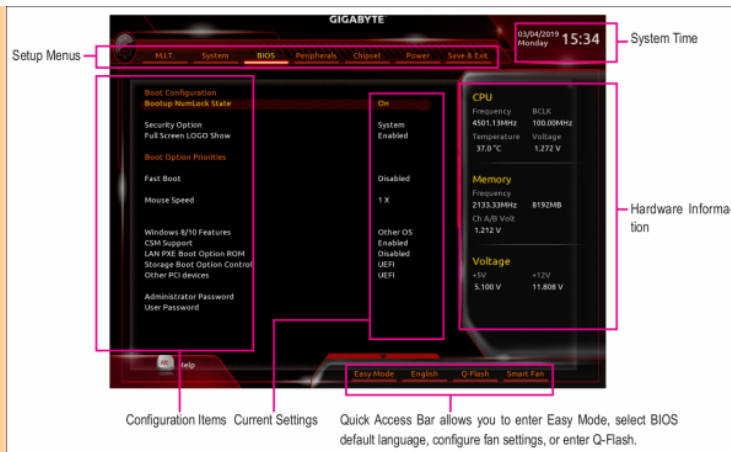 GIGABYTE
03/04/2019
Monday
15:34
System Time
Setup Menus
M.I.T. System BIOS Peripherals Chipset Power Save & Exit
Boot Configuration
Bootup NumLock State On
Security Option System
Full Screen LOGO Show Enabled
Boot Option Priorities
Fast Boot Disabled
Mouse Speed 1 X
Windows 8/10 Features Other OS
CSM Support Enabled
LAN PXE Boot Option ROM Disabled
Storage Boot Option Control UEFI
Other PCI devices UEFI
Administrator Password
User Password
CPU
Frequency BCLK
4501.13MHz 100.00MHz
Temperature Voltage
37.0 °C 1.272 V
Memory
Frequency
2133.33MHz 8192MB
Ch A/B Volt
1.212 V
Voltage
+5V +12V
5.100 V 11.808 V
Hardware Informa-
tion
Help
Easy Mode English Q-Flash Smart Fan
Configuration Items
Current Settings
Quick Access Bar allows you to enter Easy Mode, select BIOS
default language, configure fan settings, or enter Q-Flash.